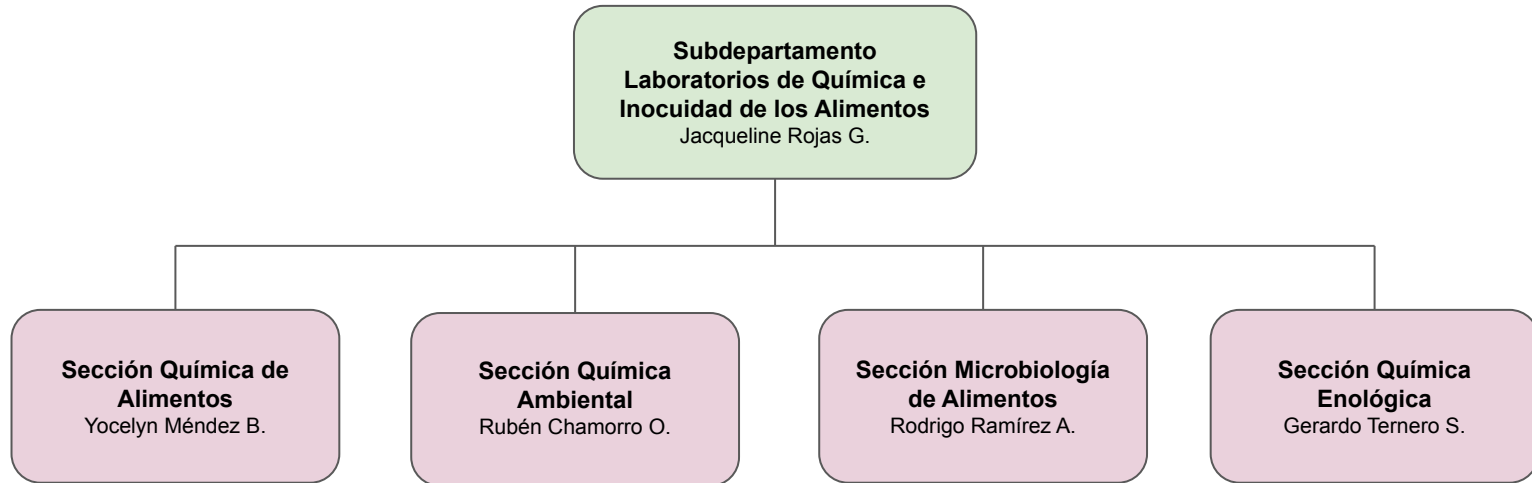 Subdepartamento
Laboratorios de Química e
Inocuidad de los Alimentos
Jacqueline Rojas G.
Sección Química de
Alimentos
Yocelyn Méndez B.
Sección Química
Ambiental
Rubén Chamorro O.
Sección Microbiología
de Alimentos
Rodrigo Ramírez A.
Sección Química
Enológica
Gerardo Ternero S.